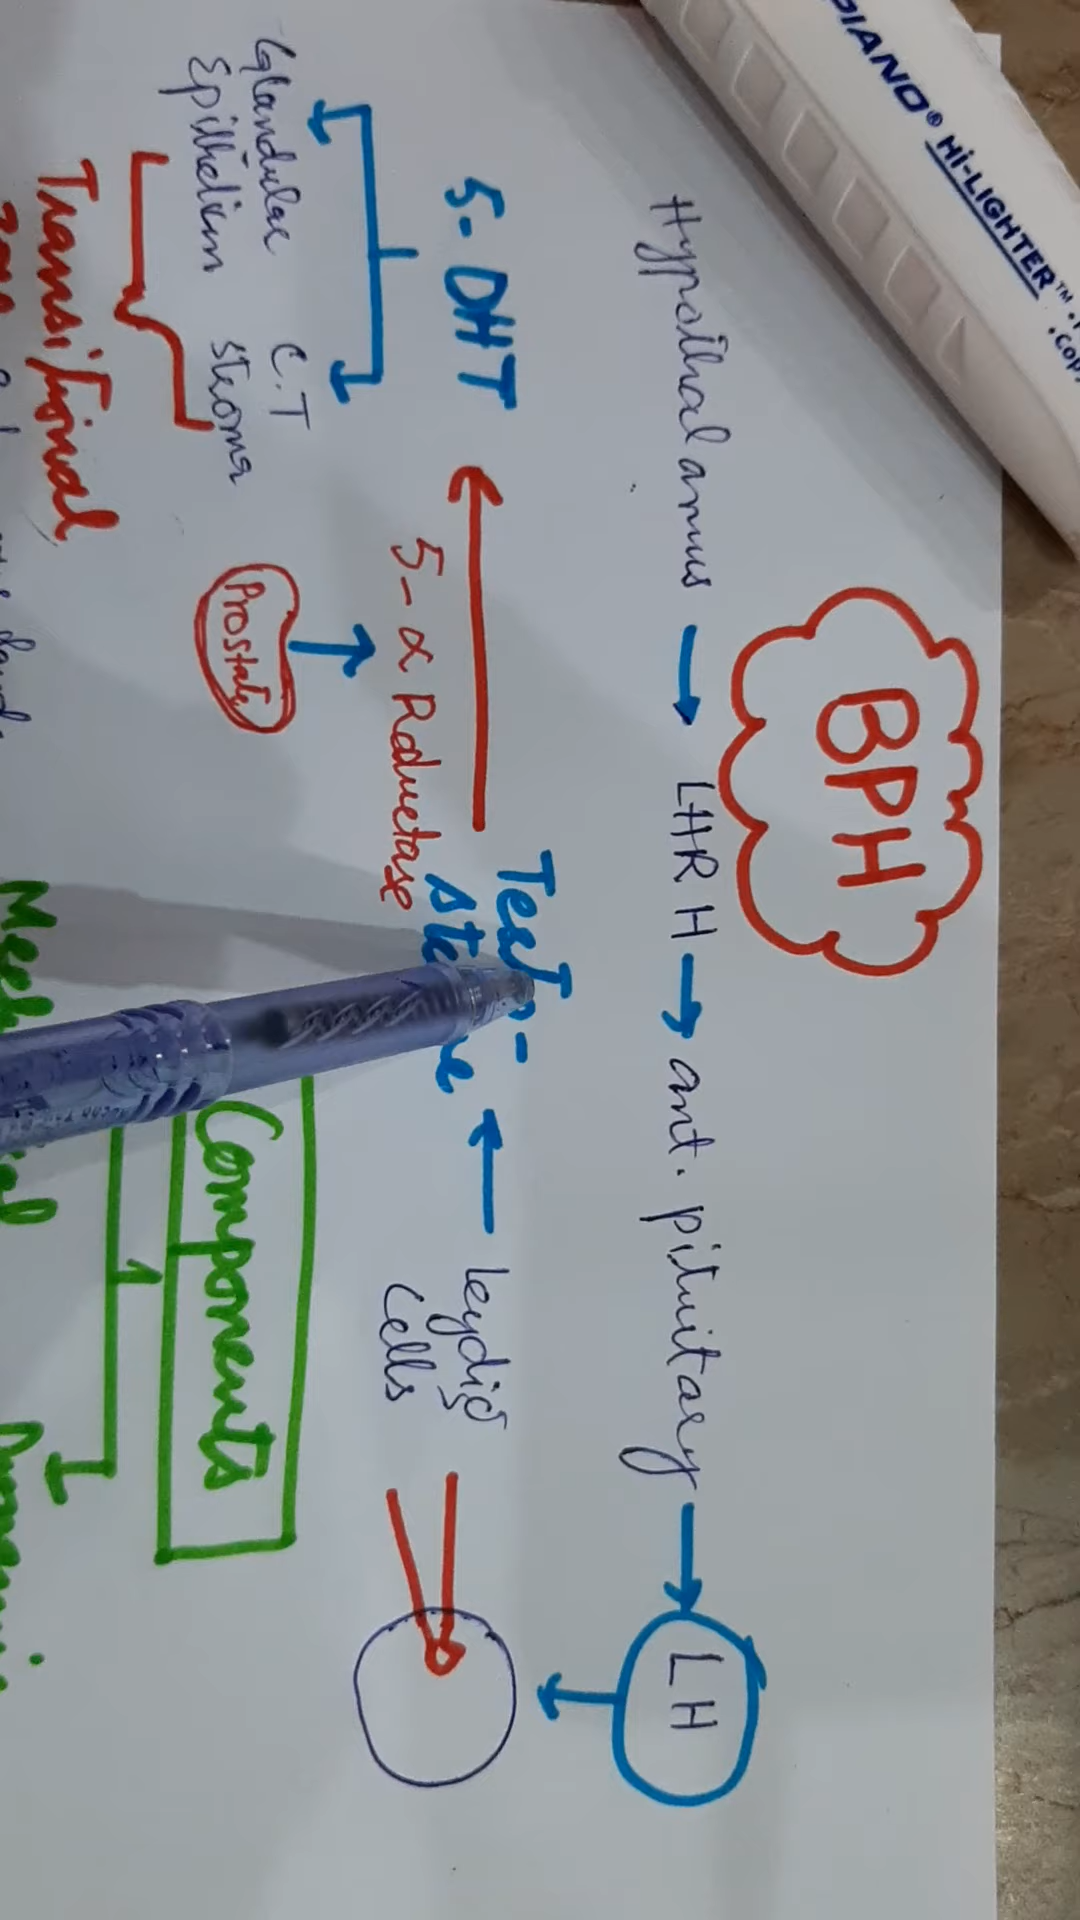 PIANO® Hi-LIGHTER™
BPH
Hypothalamus → LHRH → ant. pituitary → LH
5-DHT
5-α Reductase
Leydig
cells
Glandular
Epithelium
C.T
stroma
Prostate
Transitional
Components